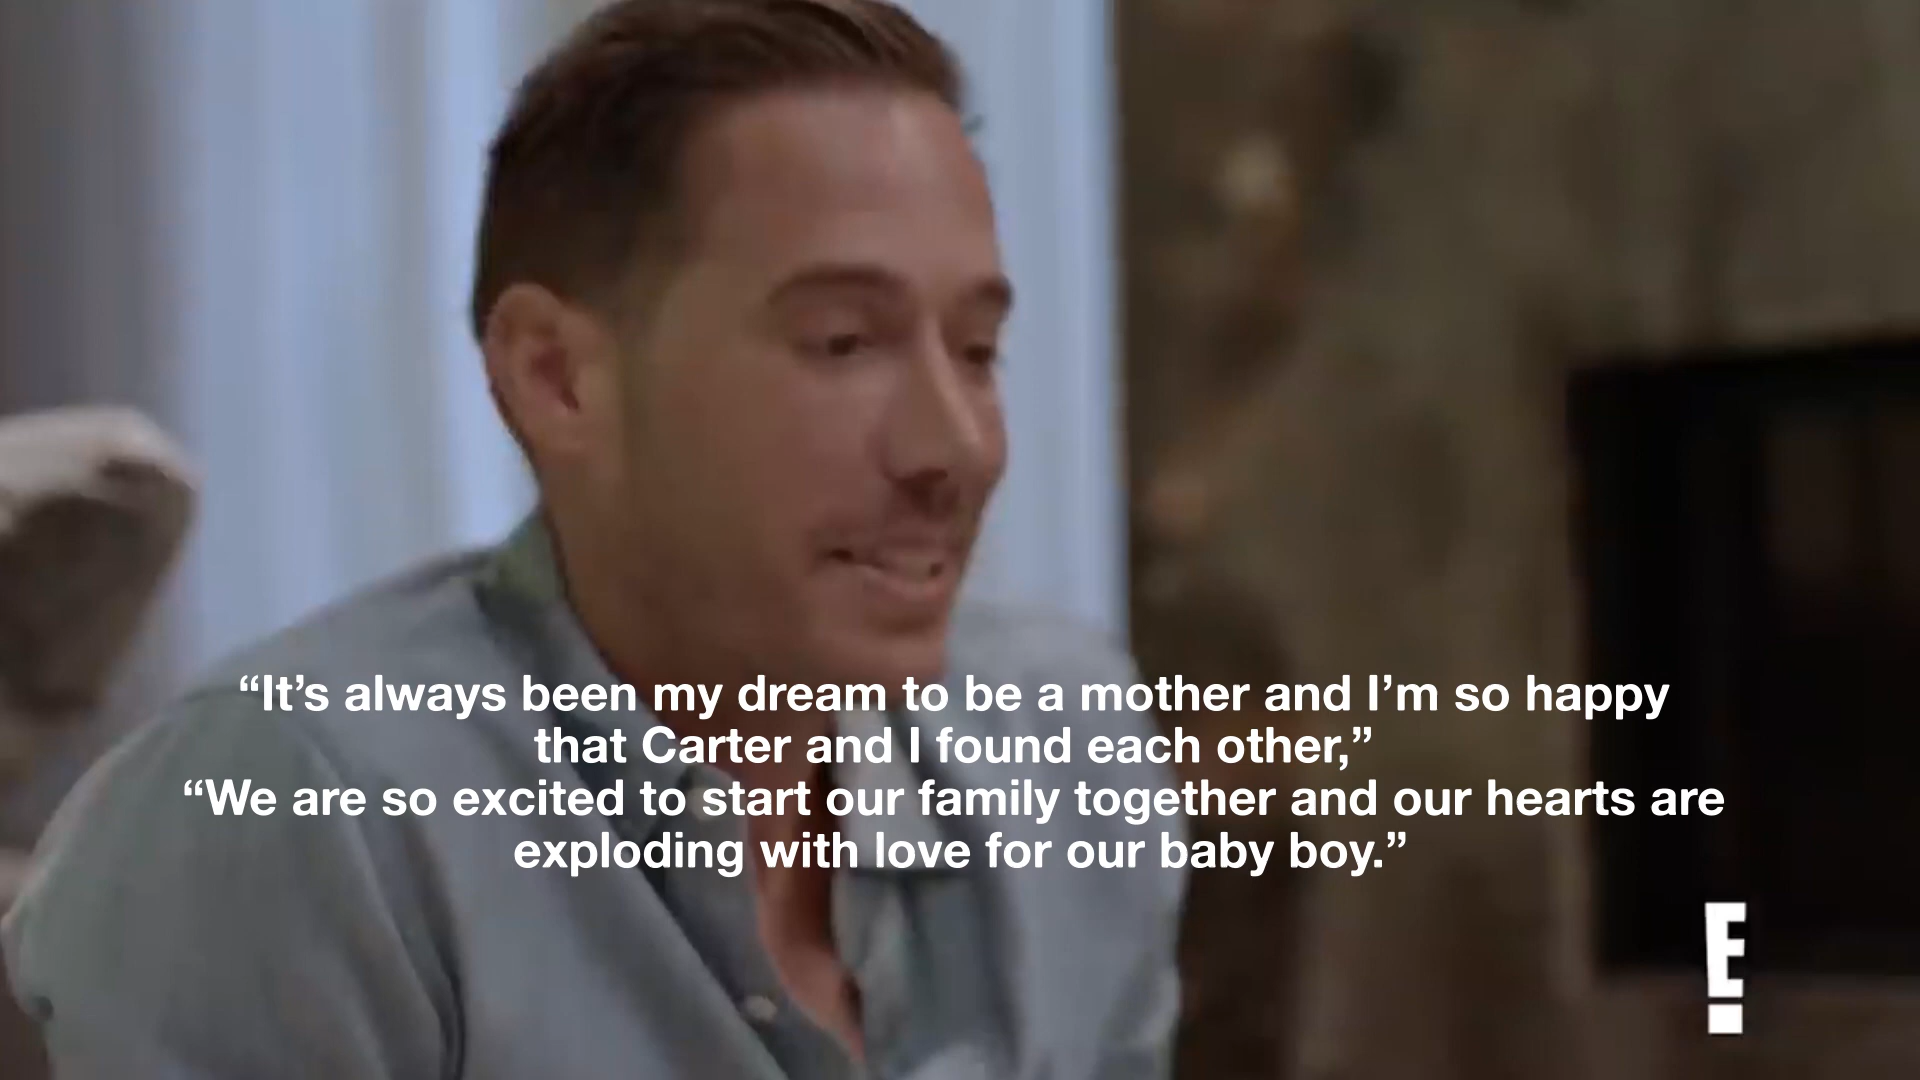 “It’s always been my dream to be a mother and I’m so happy
that Carter and I found each other,”
“We are so excited to start our family together and our hearts are
exploding with love for our baby boy.”
E!